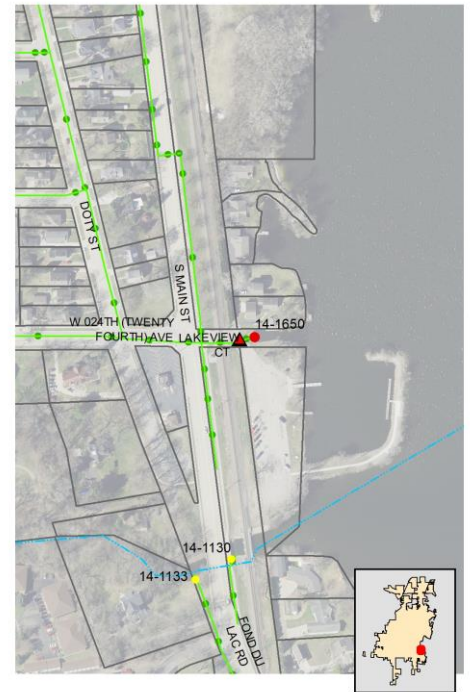 DOTY ST
S MAIN ST
W 024TH (TWENTY
FOURTH) AVE LAKEVIEW
CT
14-1650
14-1130
14-1133
FOND DU
LAC RD